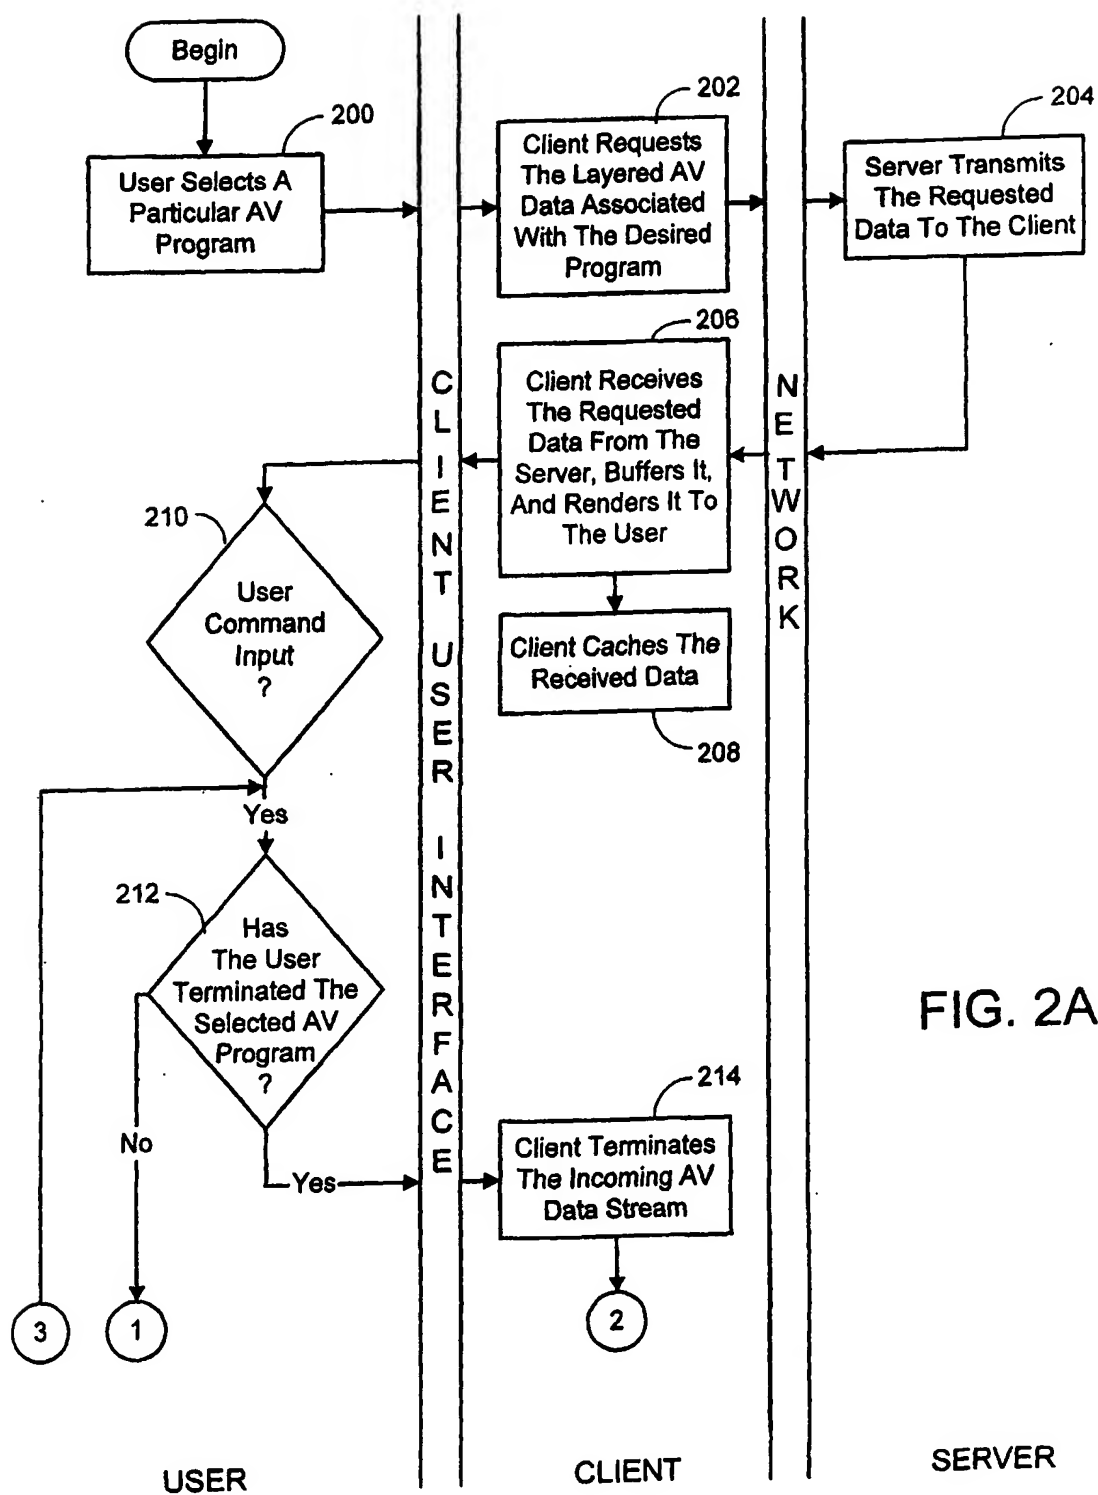 Begin
200
User Selects A
Particular AV
Program
202
Client Requests
The Layered AV
Data Associated
With The Desired
Program
204
Server Transmits
The Requested
Data To The Client
206
Client Receives
The Requested
Data From The
Server, Buffers It,
And Renders It To
The User
Client Caches The
Received Data
208
210
User
Command
Input
?
Yes
212
Has
The User
Terminated The
Selected AV
Program
?
No
Yes
214
Client Terminates
The Incoming AV
Data Stream
3
1
2
CLIENT USER INTERFACE
NETWORK
FIG. 2A
USER
CLIENT
SERVER